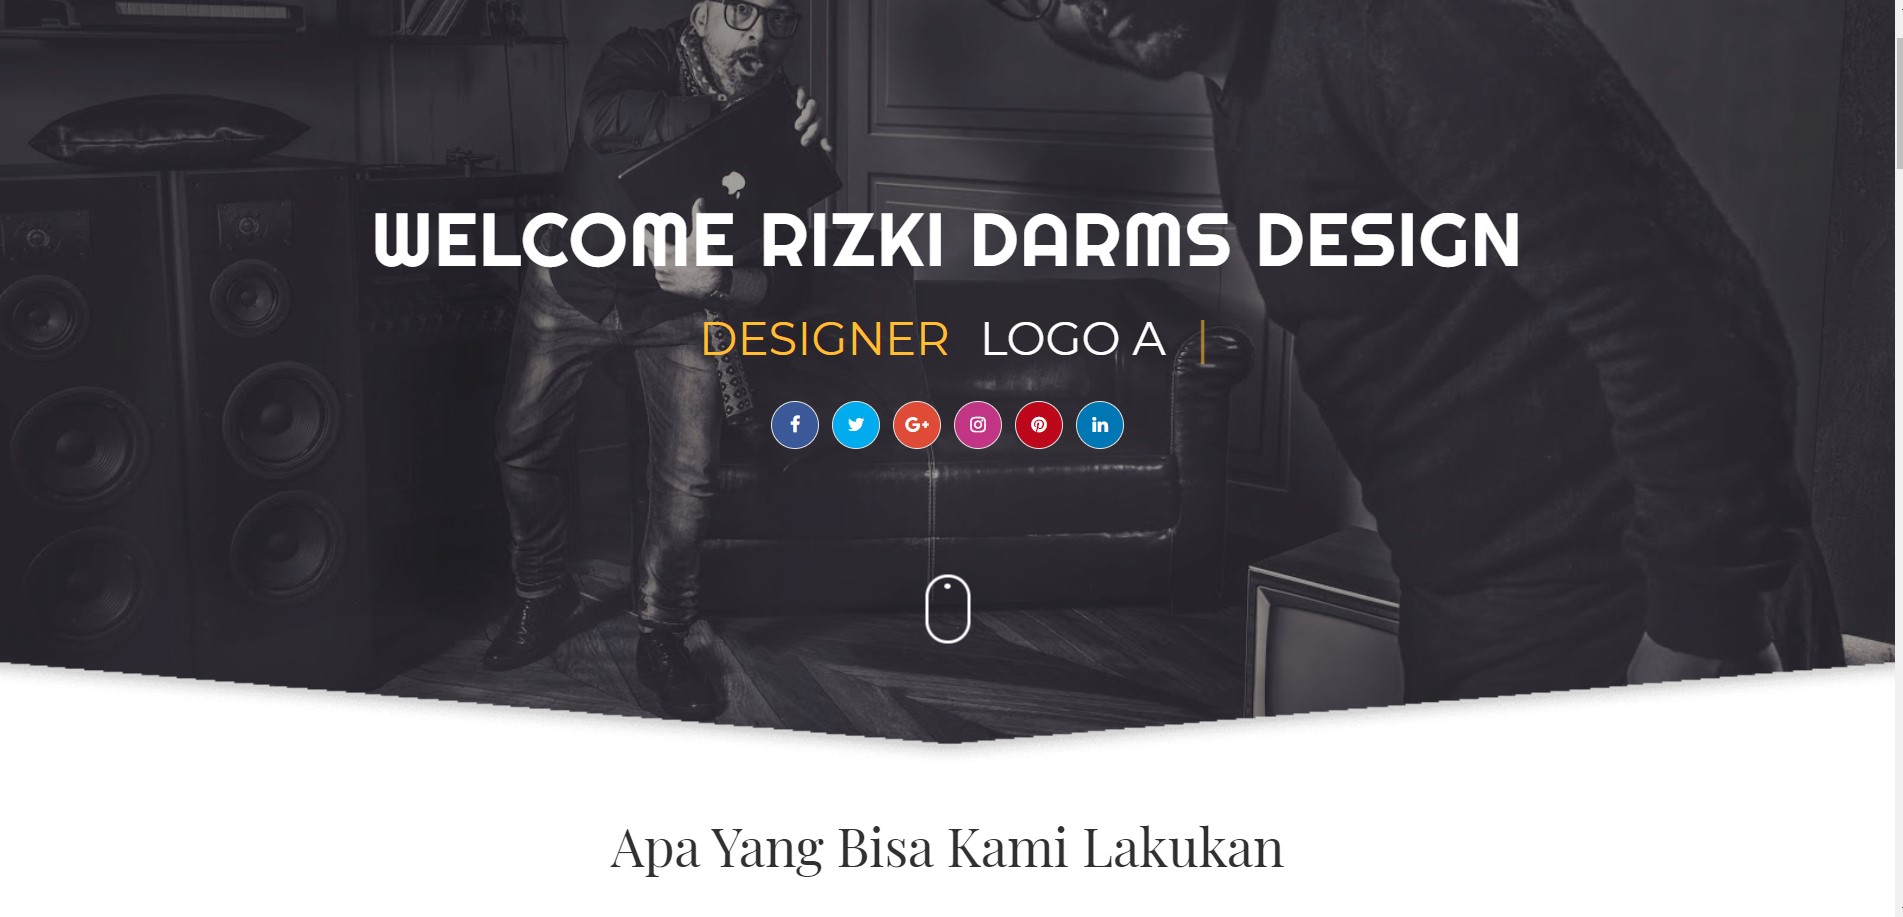 WELCOME RIZKI DARMS DESIGN
DESIGNER LOGO A |
Apa Yang Bisa Kami Lakukan